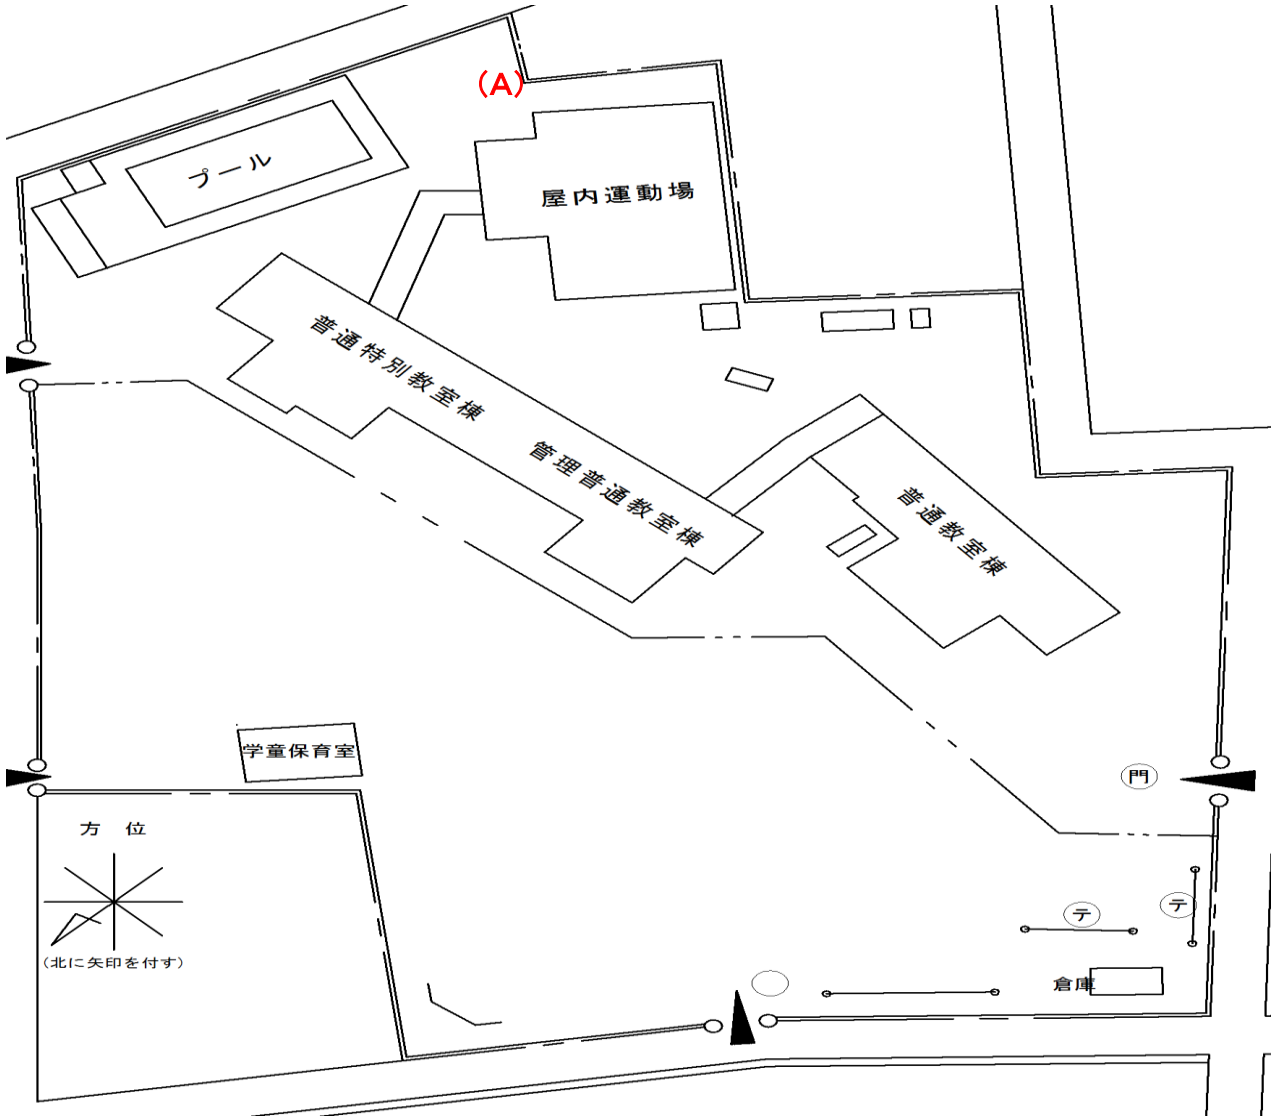 (A)
プール
屋内運動場
普通特別教室棟
管理普通教室棟
普通教室棟
学童保育室
門
方 位
テ
テ
(北に矢印を付す)
倉庫